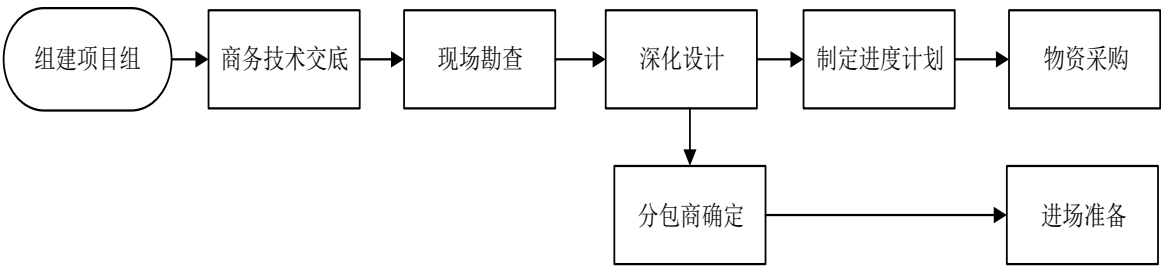 组建项目组
商务技术交底
现场勘查
深化设计
制定进度计划
物资采购
分包商确定
进场准备